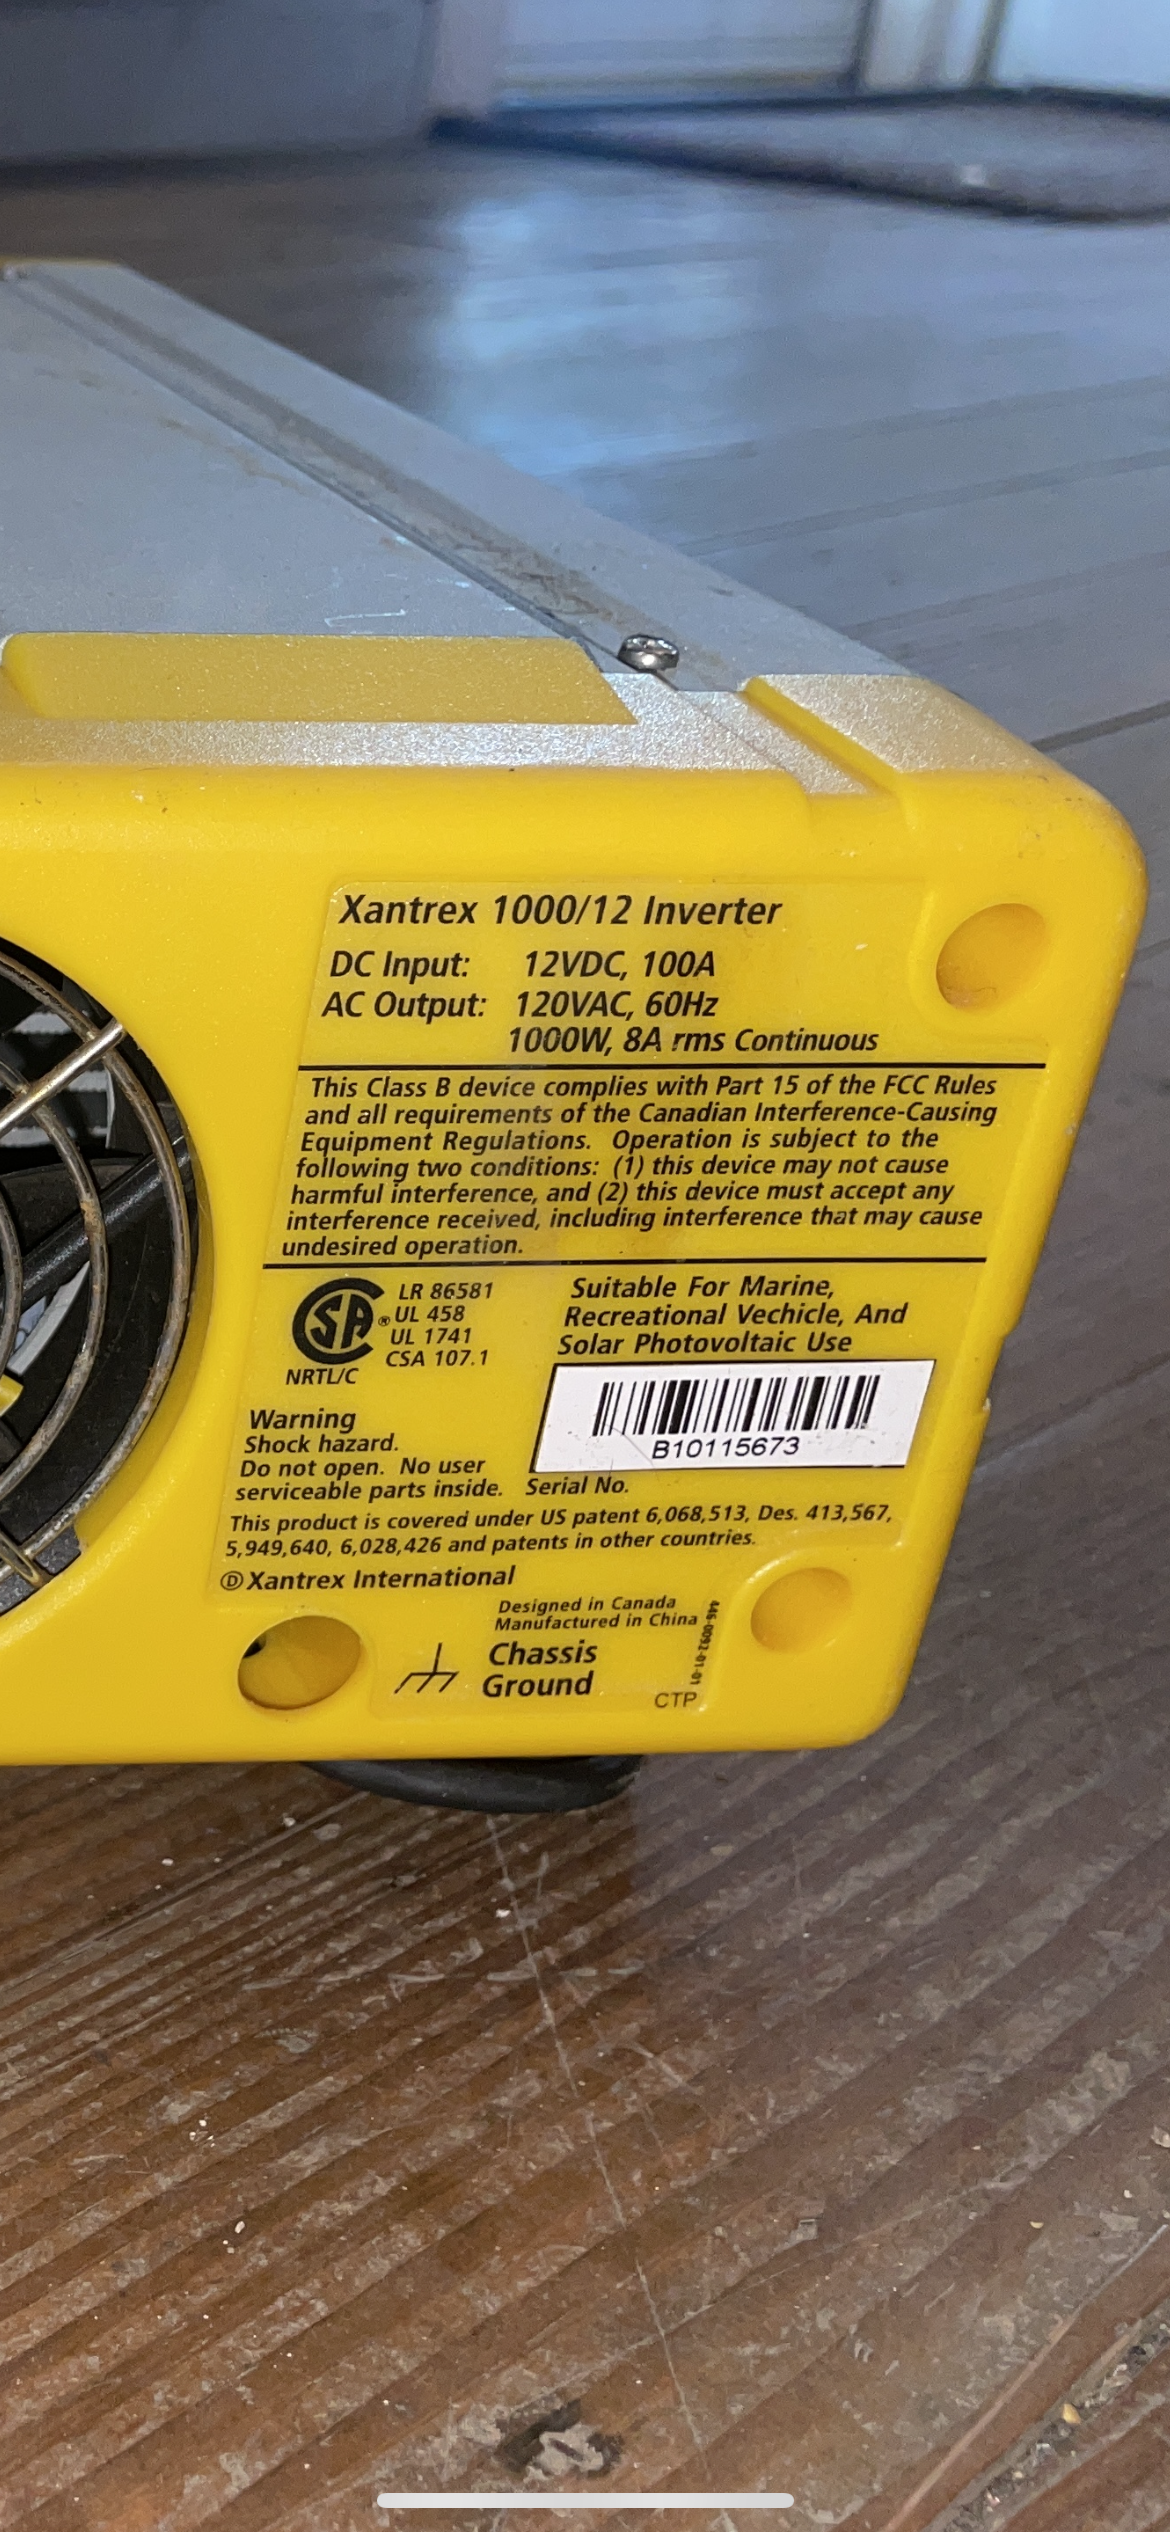 Xantrex 1000/12 Inverter
DC Input: 12VDC, 100A
AC Output: 120VAC, 60Hz
1000W, 8A rms Continuous
This Class B device complies with Part 15 of the FCC Rules
and all requirements of the Canadian Interference-Causing
Equipment Regulations. Operation is subject to the
following two conditions: (1) this device may not cause
harmful interference, and (2) this device must accept any
interference received, including interference that may cause
undesired operation.
SA ® NRTL/C
LR 86581
UL 458
UL 1741
CSA 107.1
Suitable For Marine,
Recreational Vechicle, And
Solar Photovoltaic Use
B10115673
Serial No.
Warning
Shock hazard.
Do not open. No user
serviceable parts inside.
This product is covered under US patent 6,068,513, Des. 413,567,
5,949,640, 6,028,426 and patents in other countries.
Ⓓ Xantrex International
Designed in Canada
Manufactured in China
Chassis
Ground
446-0092-01-01
CTP